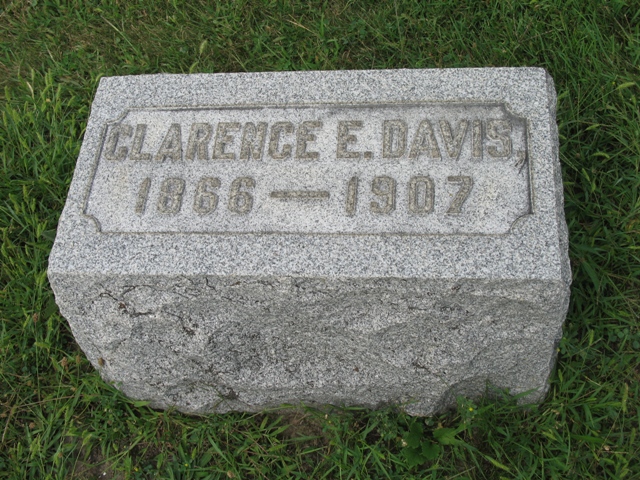 CLARENCE E. DAVIS.
1866 — 1907